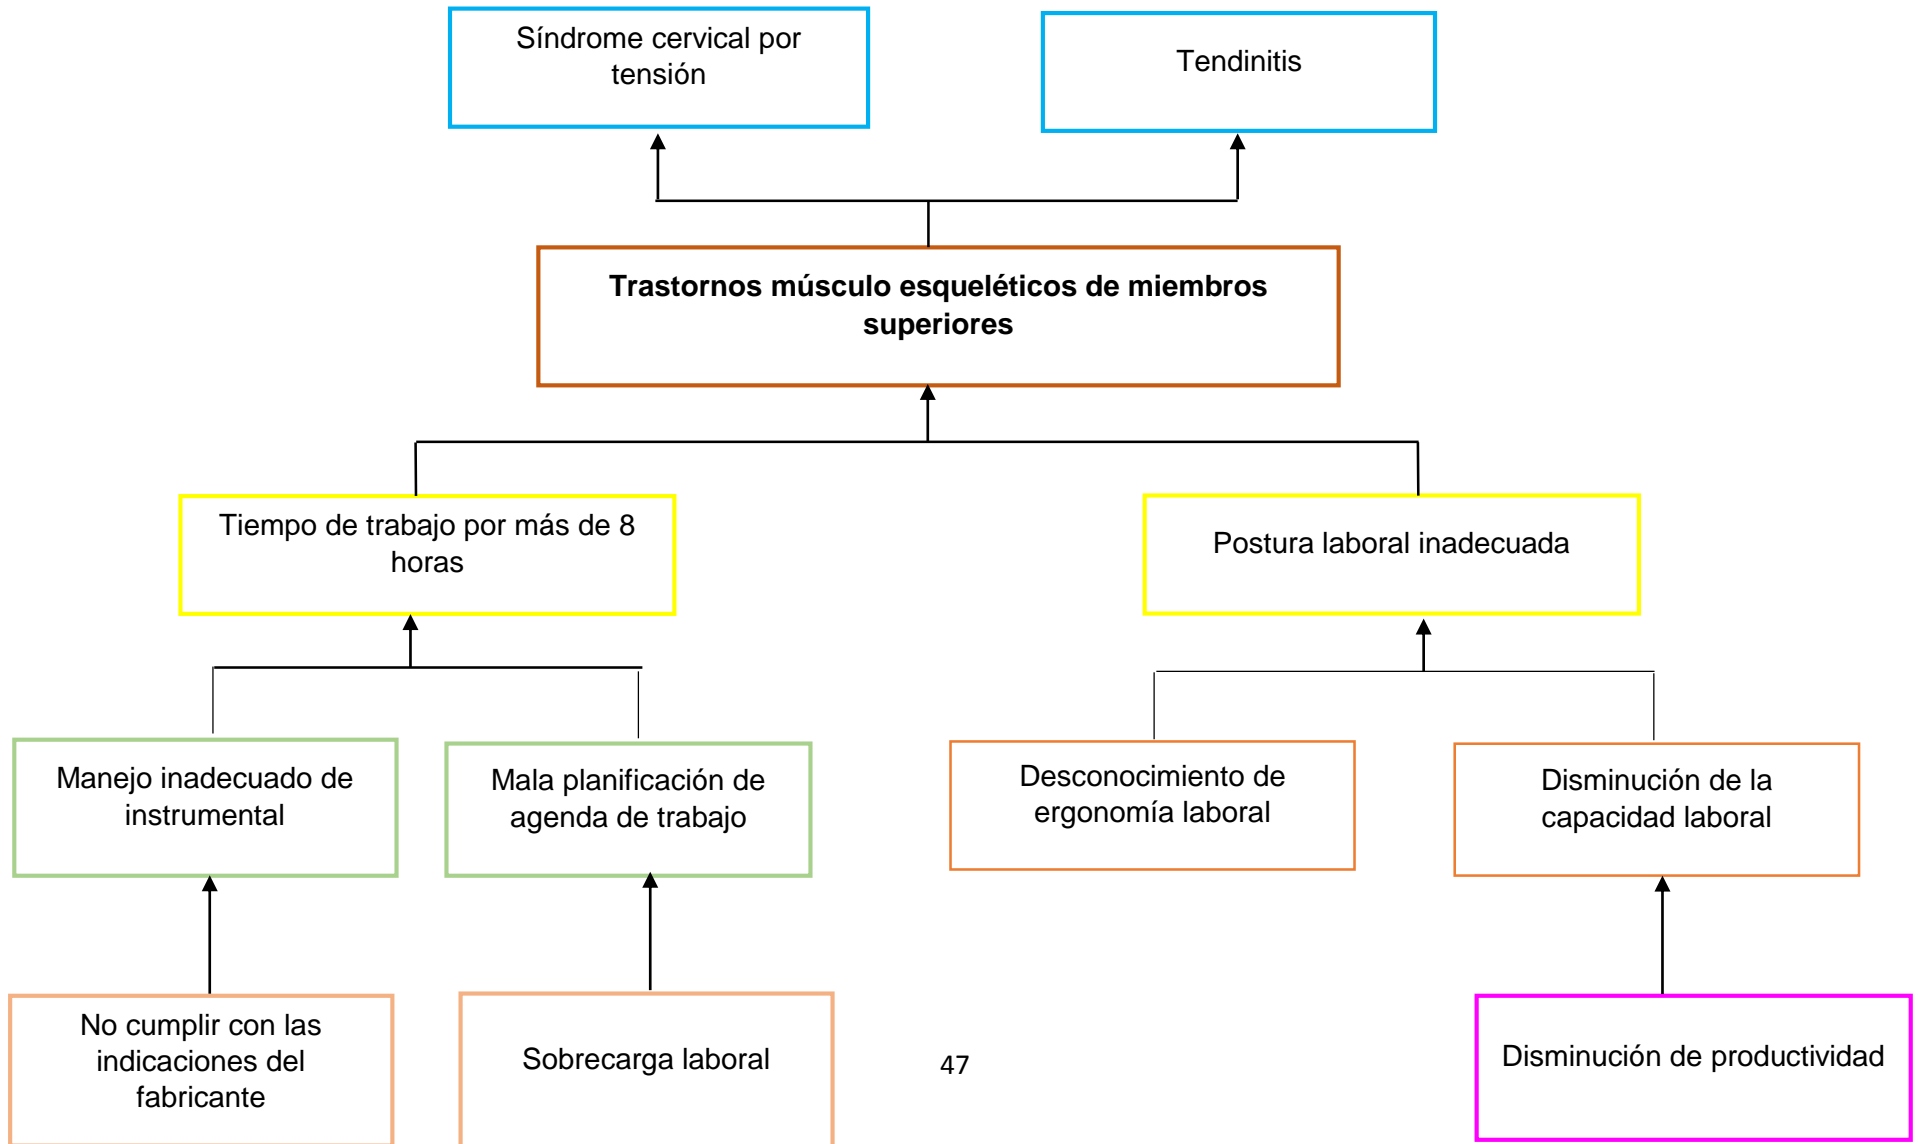 Síndrome cervical por
tensión
Tendinitis
Trastornos músculo esqueléticos de miembros
superiores
Tiempo de trabajo por más de 8
horas
Postura laboral inadecuada
Manejo inadecuado de
instrumental
Mala planificación de
agenda de trabajo
Desconocimiento de
ergonomía laboral
Disminución de la
capacidad laboral
No cumplir con las
indicaciones del
fabricante
Sobrecarga laboral
47
Disminución de productividad